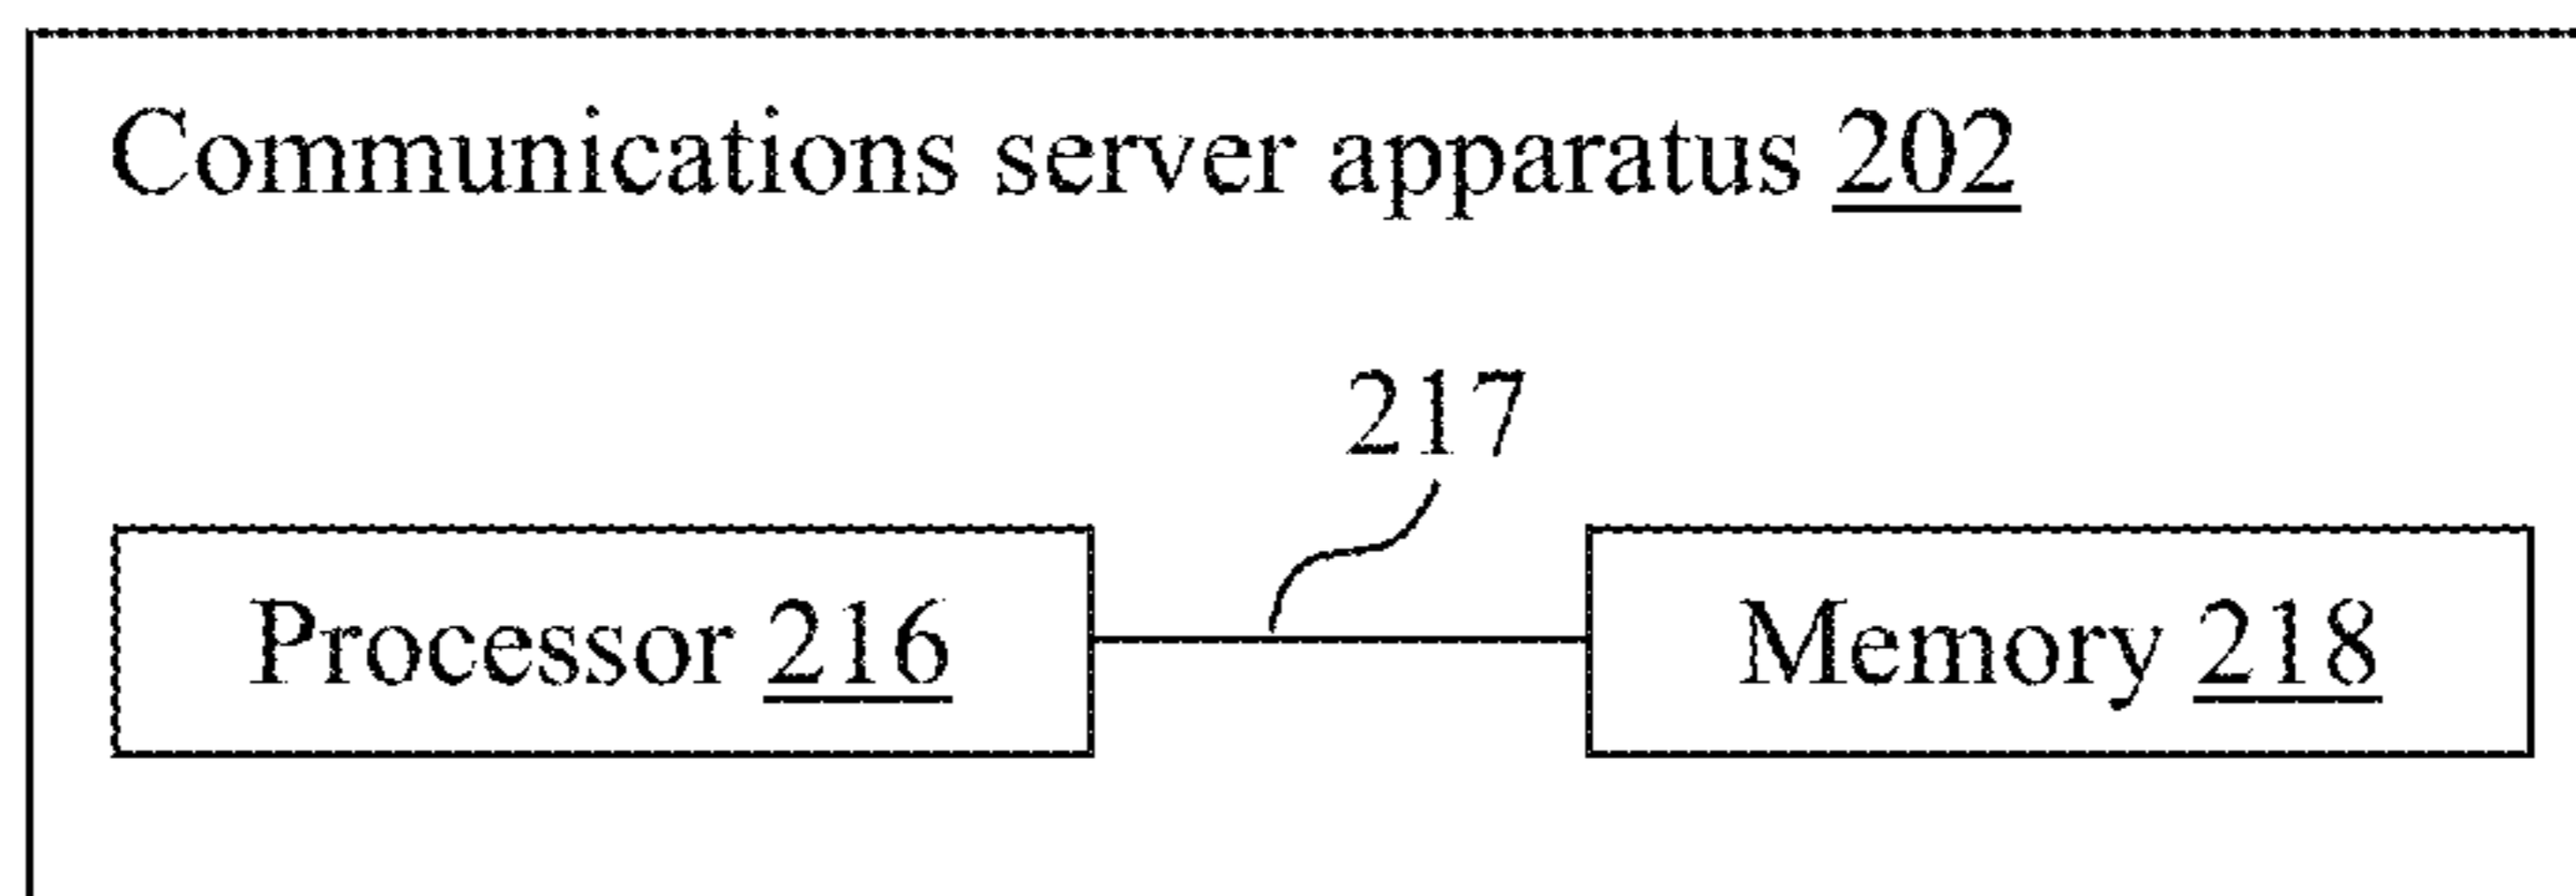 Communications server apparatus 202
217
Processor 216
Memory 218